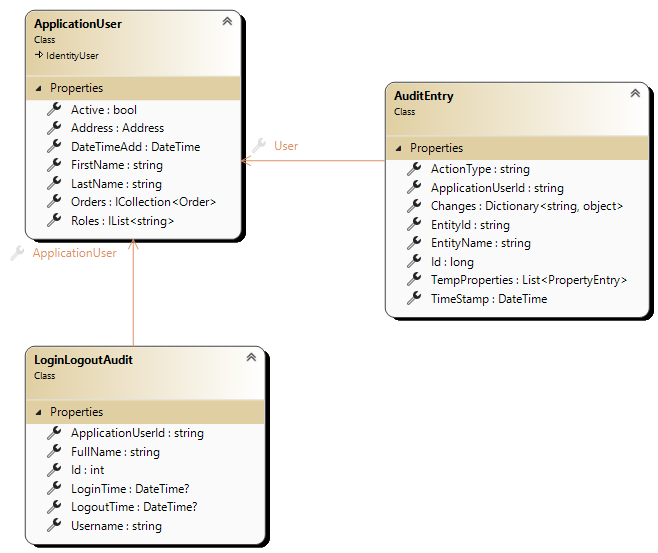 ApplicationUser
Class
IdentityUser
Properties
Active : bool
Address : Address
DateTimeAdd : DateTime
FirstName : string
LastName : string
Orders : ICollection<Order>
Roles : IList<string>
User
AuditEntry
Class
Properties
ActionType : string
ApplicationUserId : string
Changes : Dictionary<string, object>
EntityId : string
EntityName : string
Id : long
TempProperties : List<PropertyEntry>
TimeStamp : DateTime
ApplicationUser
LoginLogoutAudit
Class
Properties
ApplicationUserId : string
FullName : string
Id : int
LoginTime : DateTime?
LogoutTime : DateTime?
Username : string